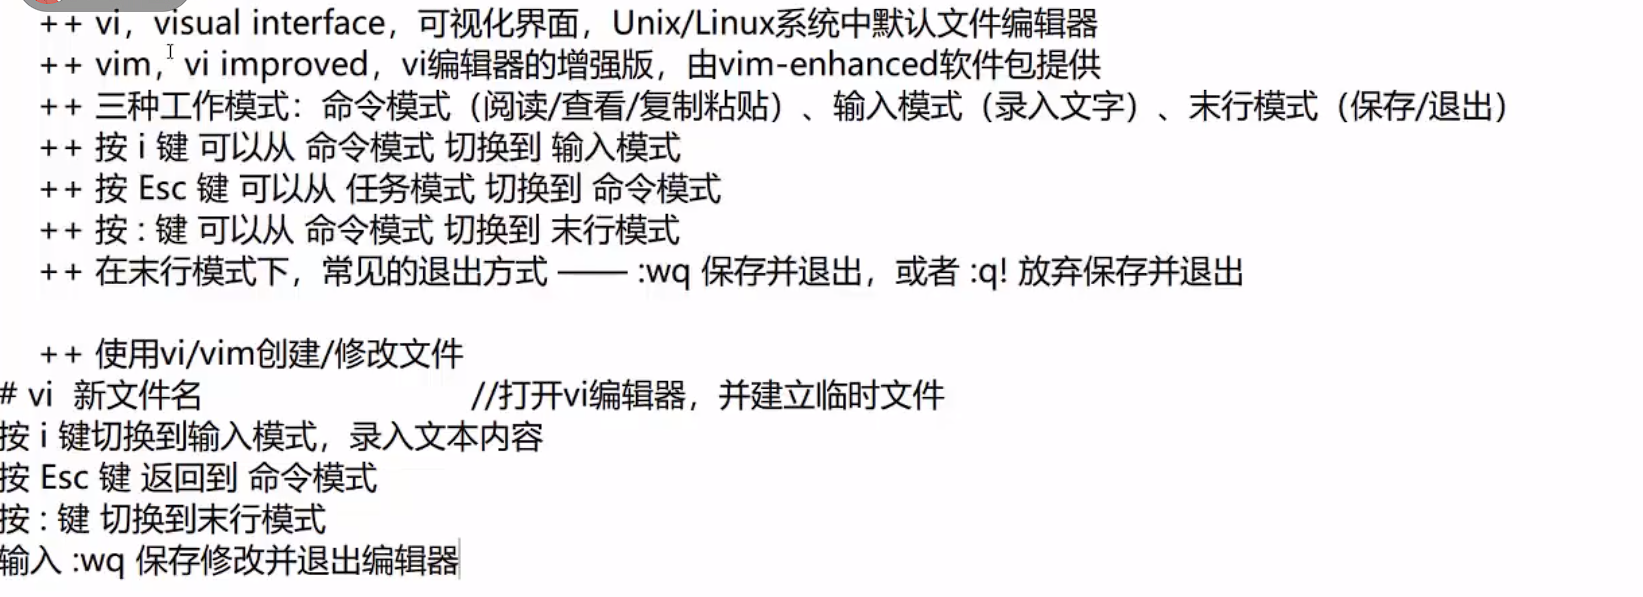 ++ vi，visual interface，可视化界面，Unix/Linux系统中默认文件编辑器
++ vim，vi improved，vi编辑器的增强版，由vim-enhanced软件包提供
++ 三种工作模式：命令模式（阅读/查看/复制粘贴）、输入模式（录入文字）、末行模式（保存/退出）
++ 按 i 键 可以从 命令模式 切换到 输入模式
++ 按 Esc 键 可以从 任务模式 切换到 命令模式
++ 按 : 键 可以从 命令模式 切换到 末行模式
++ 在末行模式下，常见的退出方式 —— :wq 保存并退出，或者 :q! 放弃保存并退出
++ 使用vi/vim创建/修改文件
# vi 新文件名 //打开vi编辑器，并建立临时文件
按 i 键切换到输入模式，录入文本内容
按 Esc 键 返回到 命令模式
按 : 键 切换到末行模式
输入 :wq 保存修改并退出编辑器